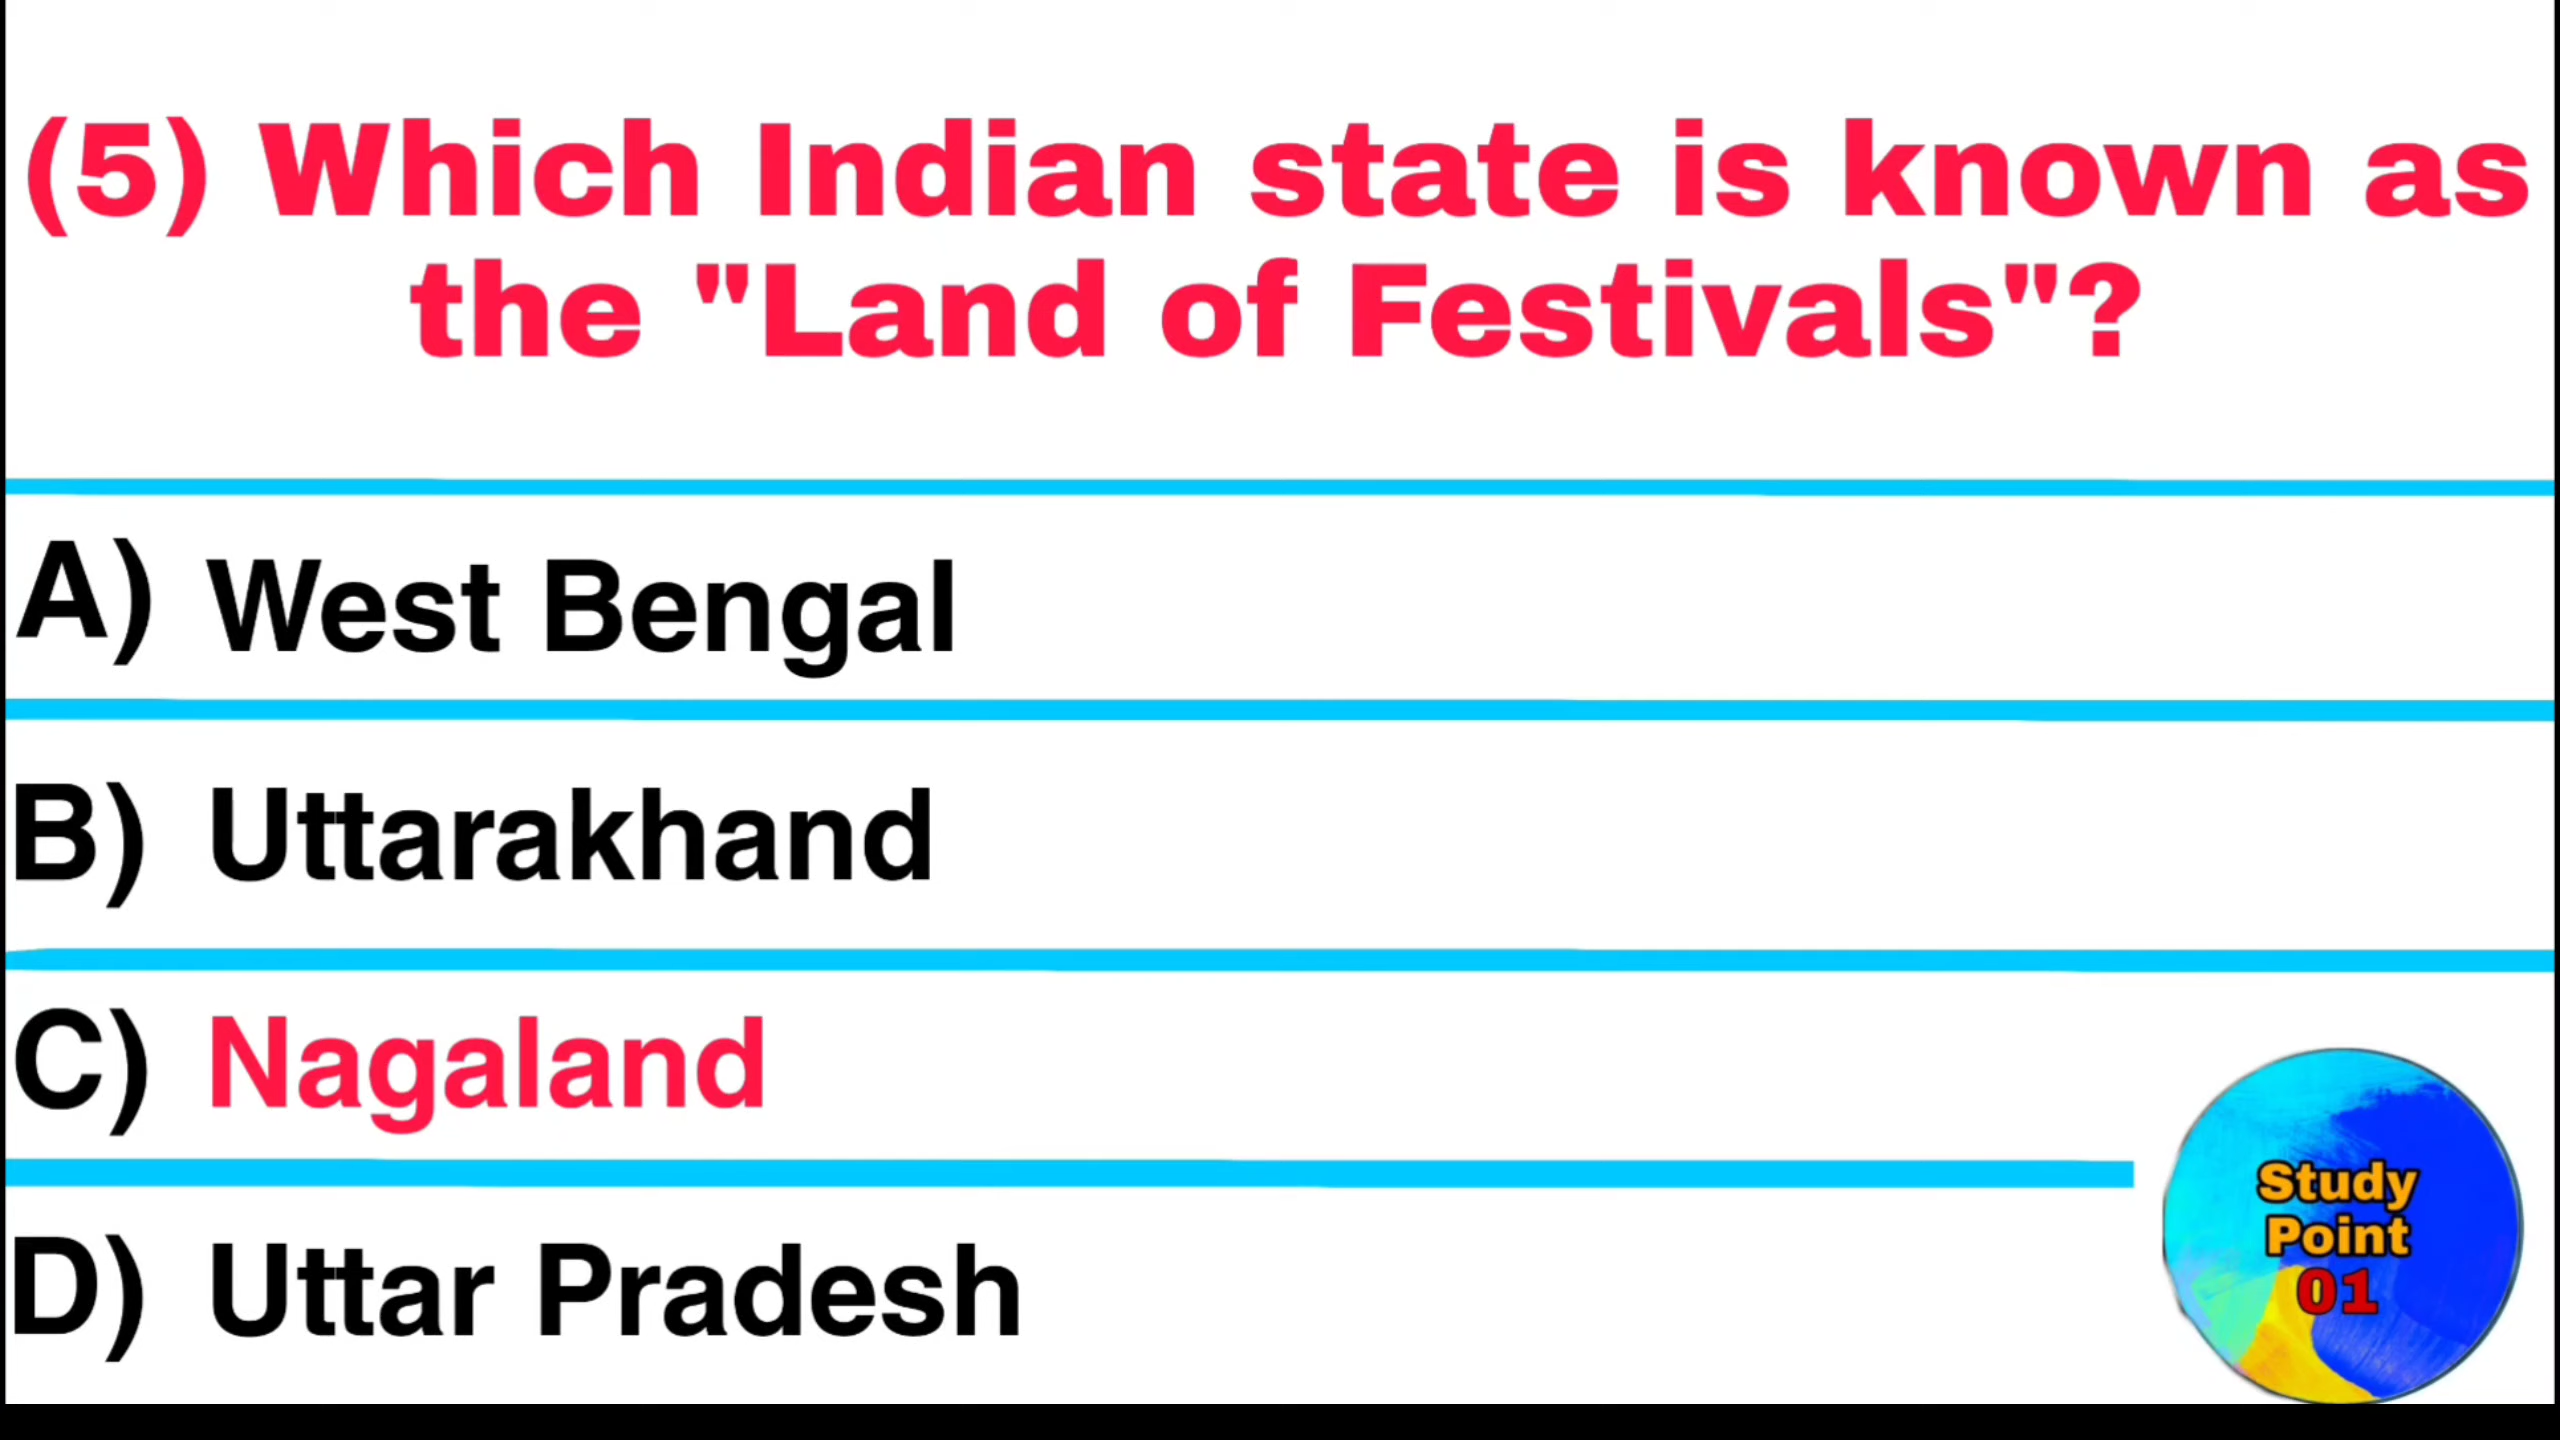 (5) Which Indian state is known as
the "Land of Festivals"?
A) West Bengal
B) Uttarakhand
C) Nagaland
D) Uttar Pradesh
Study
Point
01